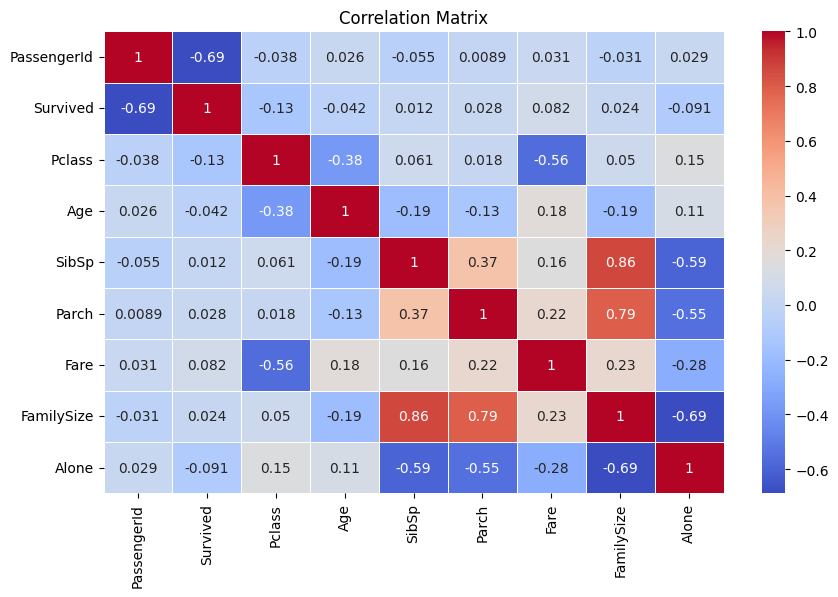 Correlation Matrix
PassengerId 1 -0.69 -0.038 0.026 -0.055 0.0089 0.031 -0.031 0.029
Survived -0.69 1 -0.13 -0.042 0.012 0.028 0.082 0.024 -0.091
Pclass -0.038 -0.13 1 -0.38 0.061 0.018 -0.56 0.05 0.15
Age 0.026 -0.042 -0.38 1 -0.19 -0.13 0.18 -0.19 0.11
SibSp -0.055 0.012 0.061 -0.19 1 0.37 0.16 0.86 -0.59
Parch 0.0089 0.028 0.018 -0.13 0.37 1 0.22 0.79 -0.55
Fare 0.031 0.082 -0.56 0.18 0.16 0.22 1 0.23 -0.28
FamilySize -0.031 0.024 0.05 -0.19 0.86 0.79 0.23 1 -0.69
Alone 0.029 -0.091 0.15 0.11 -0.59 -0.55 -0.28 -0.69 1
PassengerId Survived Pclass Age SibSp Parch Fare FamilySize Alone
1.0
0.8
0.6
0.4
0.2
0.0
−0.2
−0.4
−0.6